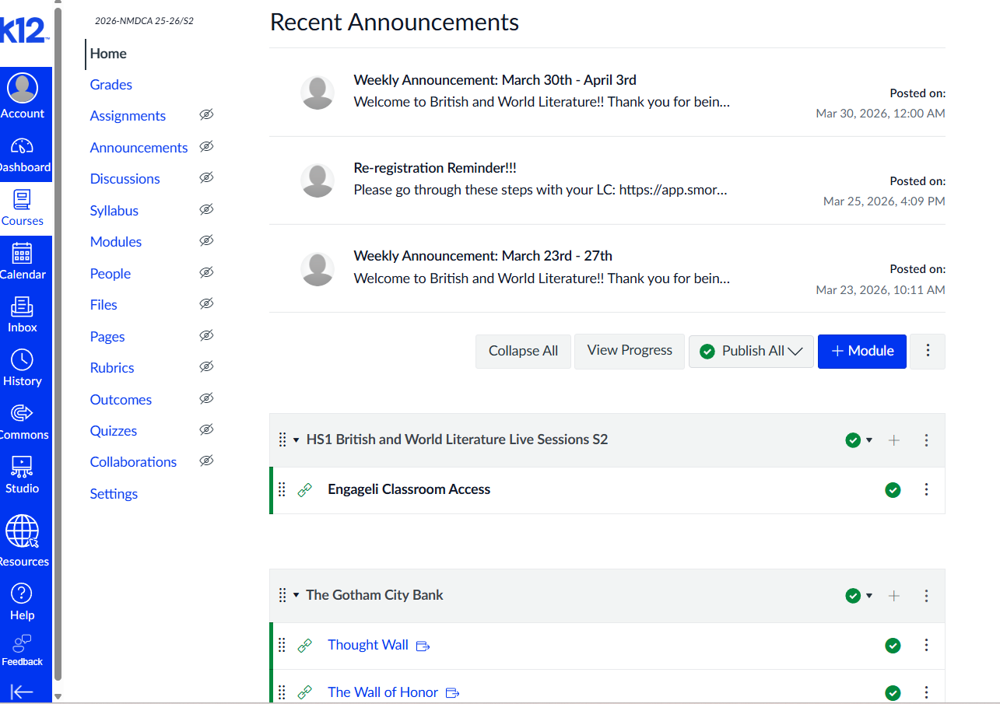 K12
Account
Dashboard
Courses
Calendar
Inbox
History
Commons
Studio
Resources
Help
Feedback
2026-NMDCA 25-26/S2
Home
Grades
Assignments
Announcements
Discussions
Syllabus
Modules
People
Files
Pages
Rubrics
Outcomes
Quizzes
Collaborations
Settings
Recent Announcements
Weekly Announcement: March 30th - April 3rd
Welcome to British and World Literature!! Thank you for bein...
Posted on:
Mar 30, 2026, 12:00 AM
Re-registration Reminder!!!
Please go through these steps with your LC: https://app.smor...
Posted on:
Mar 25, 2026, 4:09 PM
Weekly Announcement: March 23rd - 27th
Welcome to British and World Literature!! Thank you for bein...
Posted on:
Mar 23, 2026, 10:11 AM
Collapse All
View Progress
Publish All
+ Module
HS1 British and World Literature Live Sessions S2
Engageli Classroom Access
The Gotham City Bank
Thought Wall
The Wall of Honor